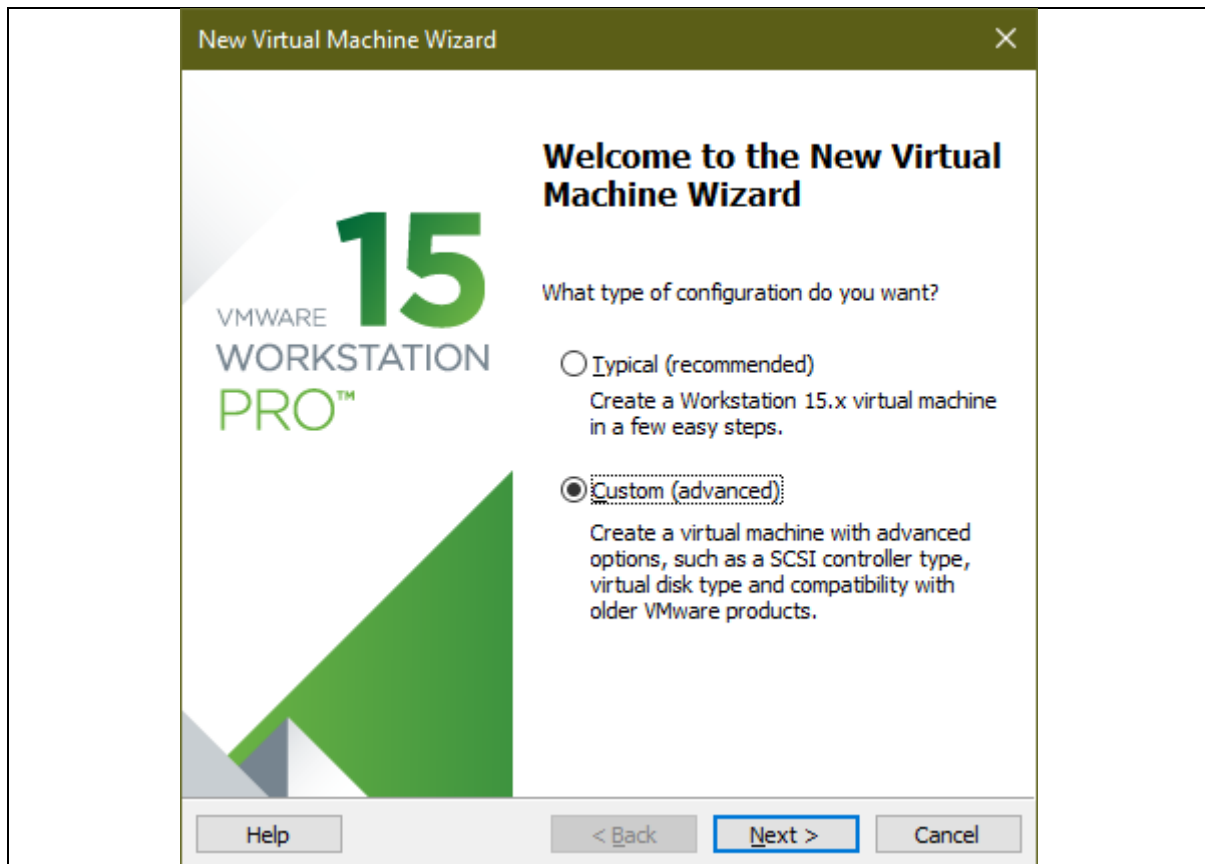 New Virtual Machine Wizard
15
VMWARE
WORKSTATION
PRO™
Welcome to the New Virtual
Machine Wizard
What type of configuration do you want?
Typical (recommended)
Create a Workstation 15.x virtual machine
in a few easy steps.
Custom (advanced)
Create a virtual machine with advanced
options, such as a SCSI controller type,
virtual disk type and compatibility with
older VMware products.
Help
< Back
Next >
Cancel